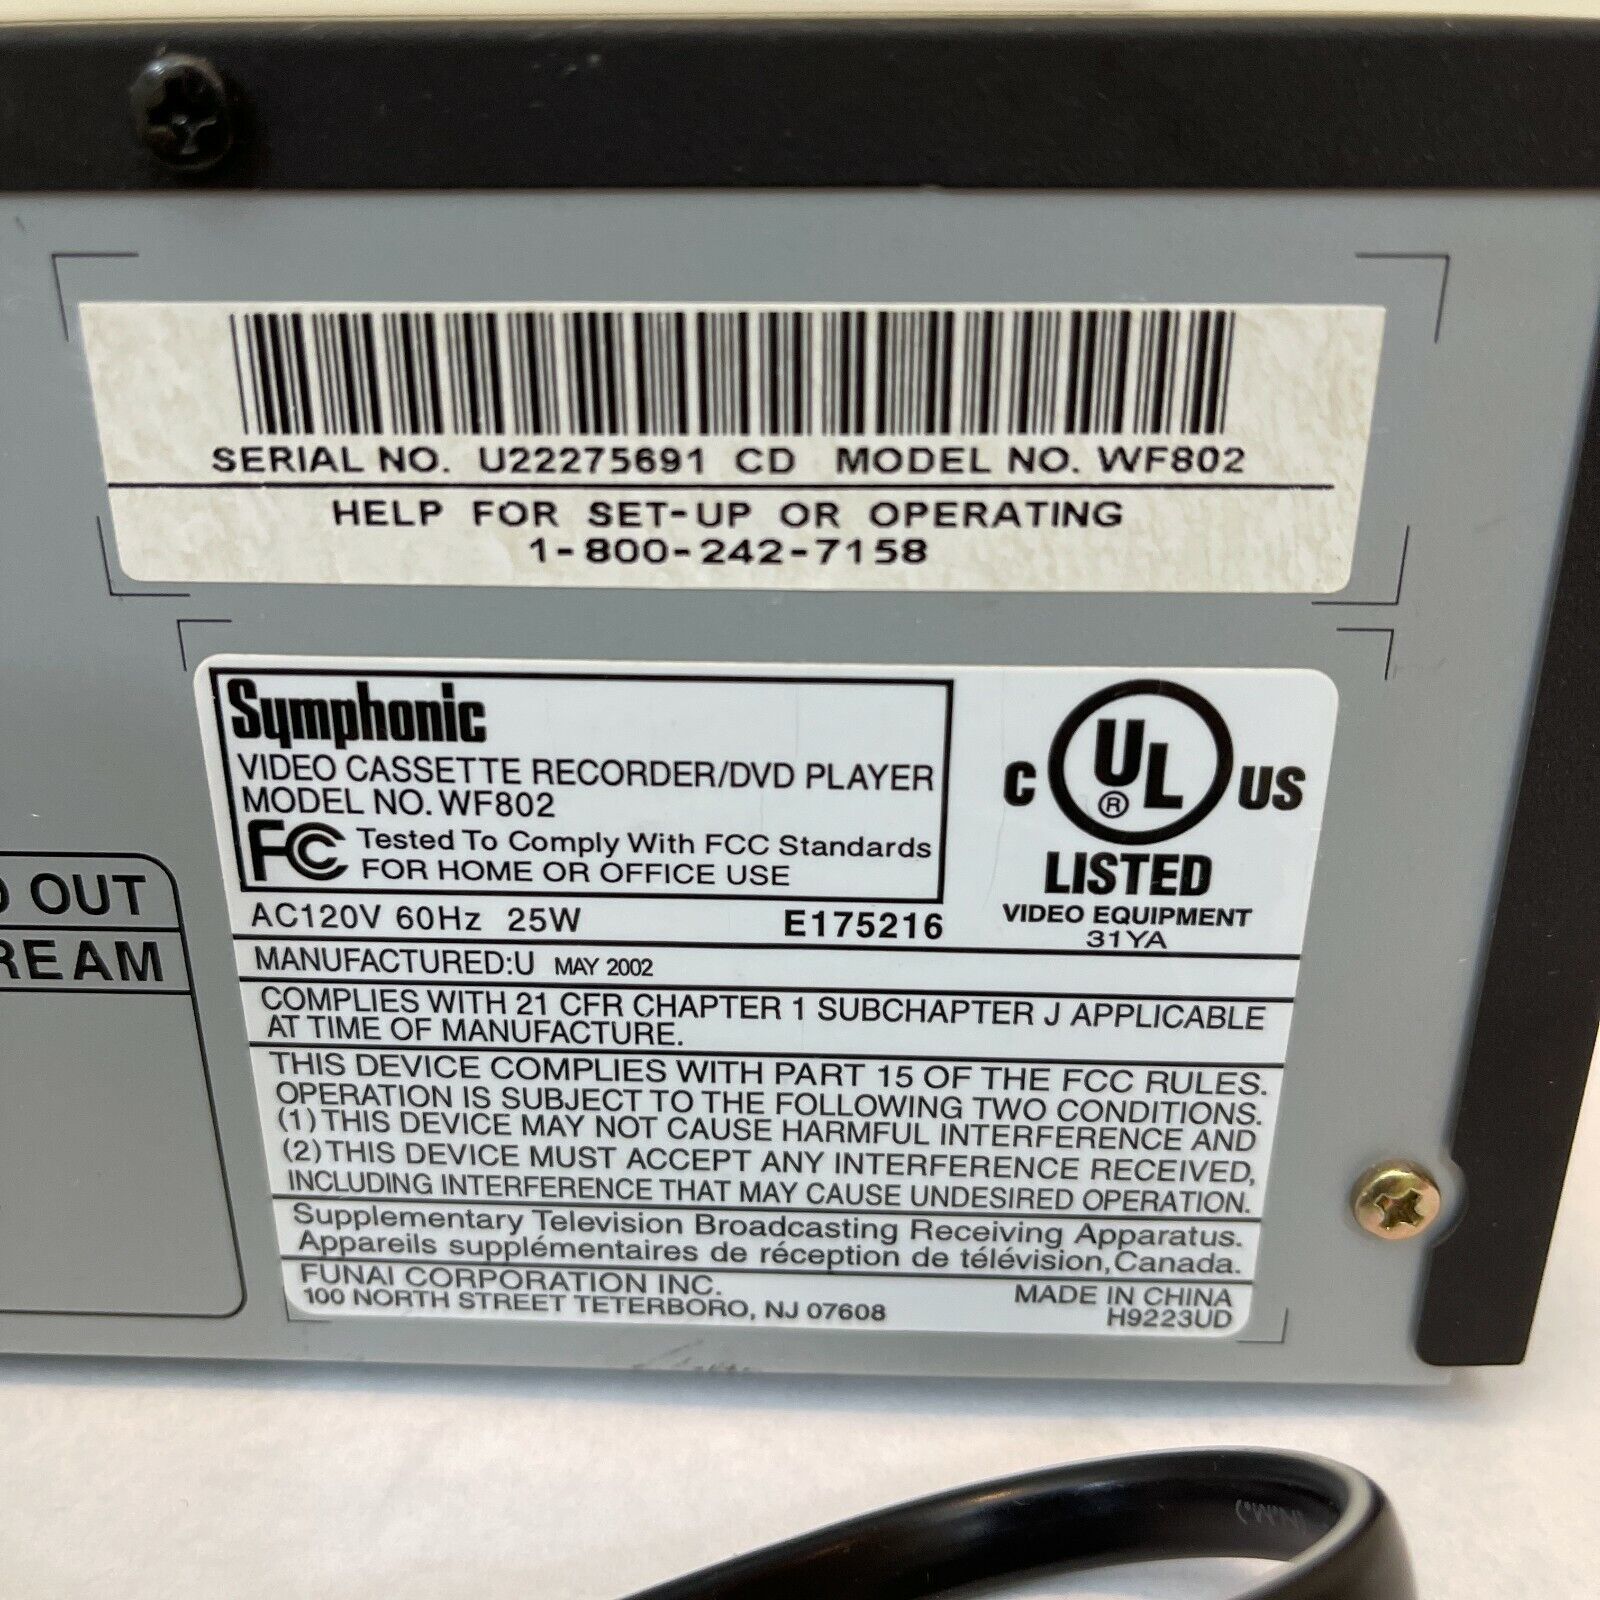 SERIAL NO. U22275691 CD MODEL NO. WF802
HELP FOR SET-UP OR OPERATING
1-800-242-7158
Symphonic
VIDEO CASSETTE RECORDER/DVD PLAYER
MODEL NO. WF802
FC Tested To Comply With FCC Standards
FOR HOME OR OFFICE USE
AC120V 60Hz 25W E175216
C UL ® US
LISTED
VIDEO EQUIPMENT
31YA
MANUFACTURED:U MAY 2002
COMPLIES WITH 21 CFR CHAPTER 1 SUBCHAPTER J APPLICABLE
AT TIME OF MANUFACTURE.
THIS DEVICE COMPLIES WITH PART 15 OF THE FCC RULES.
OPERATION IS SUBJECT TO THE FOLLOWING TWO CONDITIONS.
(1) THIS DEVICE MAY NOT CAUSE HARMFUL INTERFERENCE AND
(2) THIS DEVICE MUST ACCEPT ANY INTERFERENCE RECEIVED,
INCLUDING INTERFERENCE THAT MAY CAUSE UNDESIRED OPERATION.
Supplementary Television Broadcasting Receiving Apparatus.
Appareils supplémentaires de réception de télévision, Canada.
FUNAI CORPORATION INC.
100 NORTH STREET TETERBORO, NJ 07608
MADE IN CHINA
H9223UD
OUT
REAM